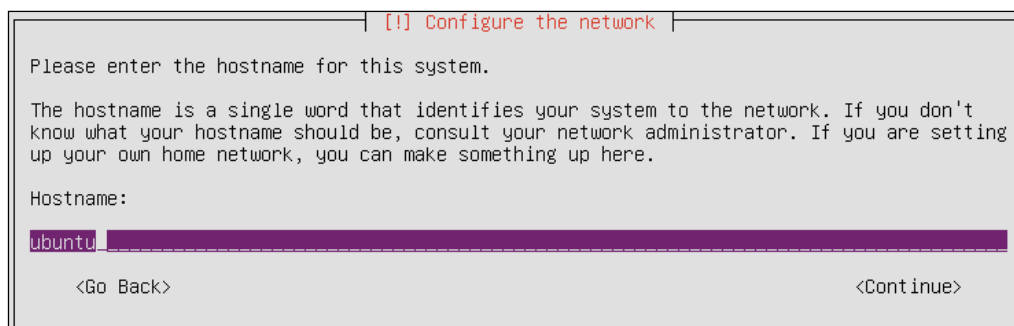 [!] Configure the network
Please enter the hostname for this system.
The hostname is a single word that identifies your system to the network. If you don't
know what your hostname should be, consult your network administrator. If you are setting
up your own home network, you can make something up here.
Hostname:
ubuntu
<Go Back> <Continue>